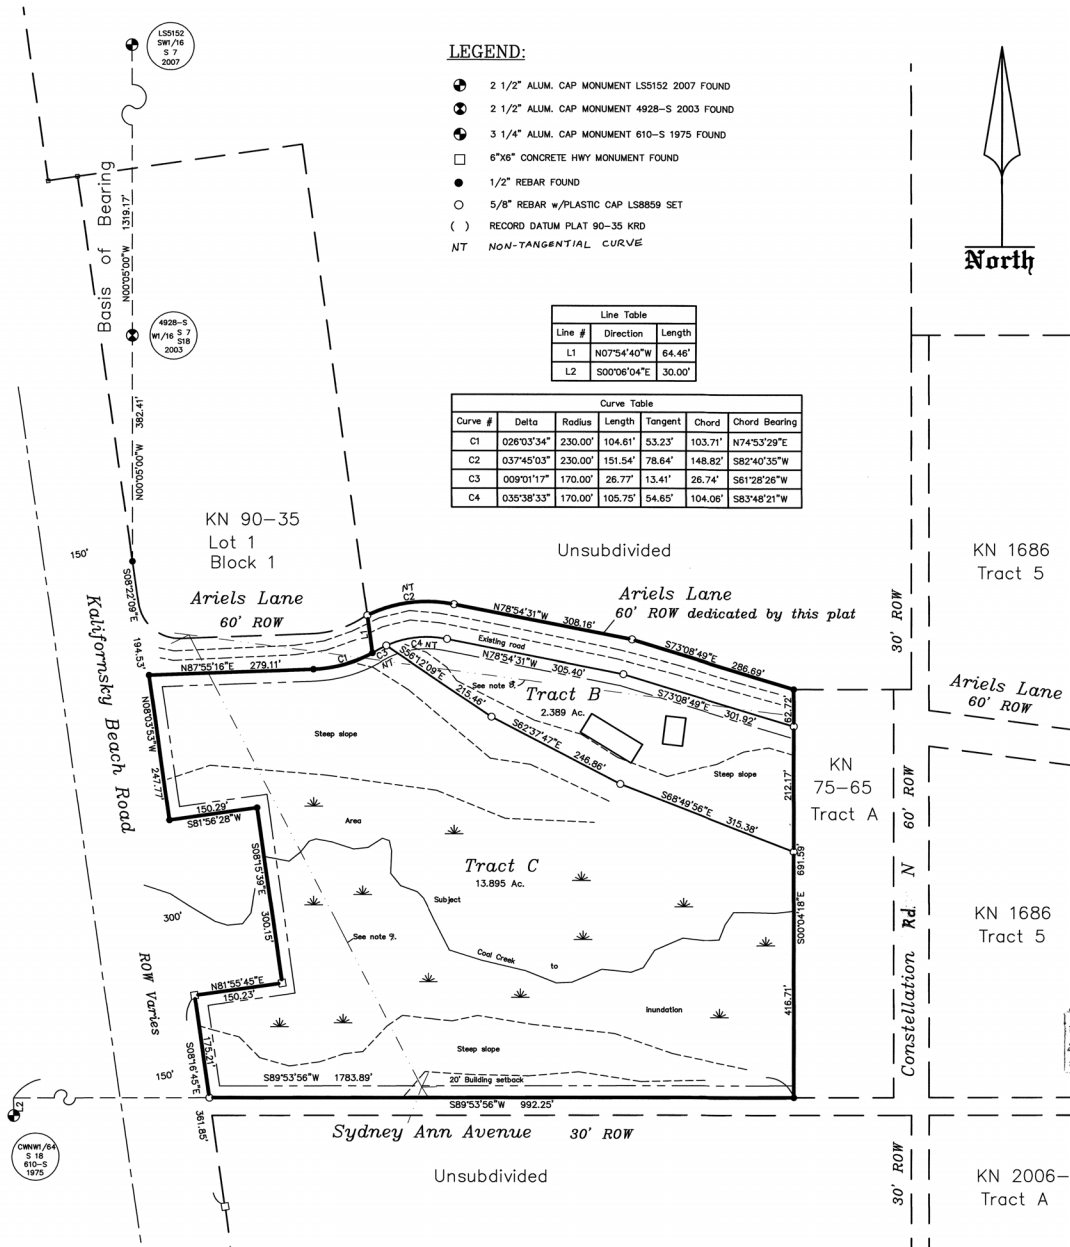 LS5152
SW1/16
S 7
2007
LEGEND:
2 1/2" ALUM. CAP MONUMENT LS5152 2007 FOUND
2 1/2" ALUM. CAP MONUMENT 4928-S 2003 FOUND
3 1/4" ALUM. CAP MONUMENT 610-S 1975 FOUND
6"X6" CONCRETE HWY MONUMENT FOUND
1/2" REBAR FOUND
5/8" REBAR w/PLASTIC CAP LS8859 SET
( ) RECORD DATUM PLAT 90-35 KRD
NT NON-TANGENTIAL CURVE
North
Basis of Bearing
N00°05'00"W 1319.17'
4928-S
W1/16 S 7
S18
2003
N00°05'00"W 382.41'
Line Table
Line # Direction Length
L1 N07°54'40"W 64.46'
L2 S00°06'04"E 30.00'
Curve Table
Curve # Delta Radius Length Tangent Chord Chord Bearing
C1 026°03'34" 230.00' 104.61' 53.23' 103.71' N74°53'29"E
C2 037°45'03" 230.00' 151.54' 78.64' 148.82' S82°40'35"W
C3 009°01'17" 170.00' 26.77' 13.41' 26.74' S61°28'26"W
C4 035°38'33" 170.00' 105.75' 54.65' 104.06' S83°48'21"W
KN 90-35
Lot 1
Block 1
Unsubdivided
KN 1686
Tract 5
150'
Kalifornsky Beach Road
S08°22'09"E 194.53'
Ariels Lane
60' ROW
NT
C2
N78°54'31"W 308.16'
Ariels Lane
60' ROW dedicated by this plat
30' ROW
S73°08'49"E 286.69'
Ariels Lane
60' ROW
N87°55'16"E 279.11'
C1
L1
C3
NT
C4 NT
Existing road
N78°54'31"W 305.40'
S73°08'49"E 301.92'
62.72'
S56°12'09"E 215.46'
See note 8.
Tract B
2.389 Ac.
N08°03'53"W 247.77'
Steep slope
S62°37'47"E 246.86'
Steep slope
212.17'
KN
75-65
Tract A
60' ROW
S68°49'56"E 315.38'
150.29'
S81°56'28"W
Area
S08°15'39"E 300.15'
Tract C
13.895 Ac.
Subject
691.59'
S00°04'18"E
Constellation Rd. N
KN 1686
Tract 5
300'
See note 9.
Coal Creek
to
ROW Varies
N81°55'45"E
150.23'
Inundation
416.71'
S08°16'45"E 175.21'
Steep slope
150'
S89°53'56"W 1783.89'
20' Building setback
L2
S89°53'56"W 992.25'
361.85'
Sydney Ann Avenue 30' ROW
CWNW1/64
S 18
610-S
1975
Unsubdivided
30' ROW
KN 2006-
Tract A